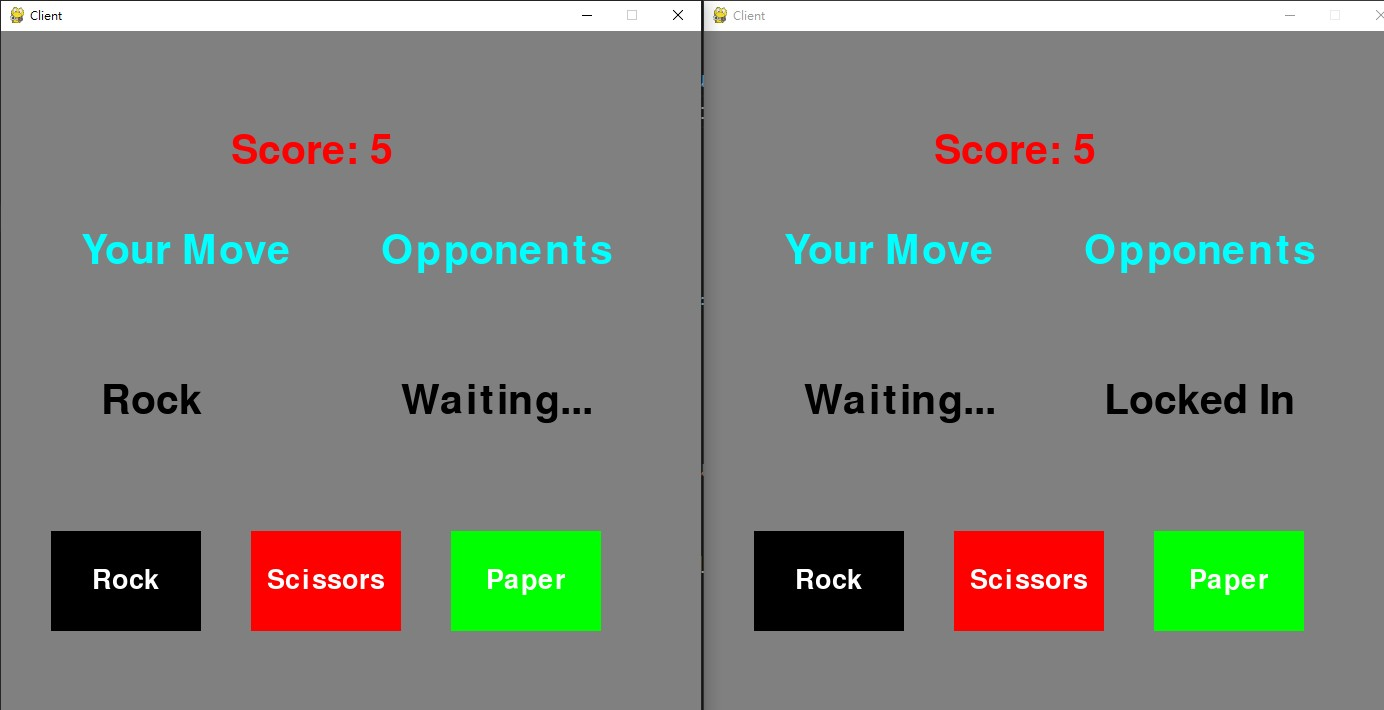 Client
Score: 5
Your Move Opponents
Rock Waiting...
Rock Scissors Paper
Client
Score: 5
Your Move Opponents
Waiting... Locked In
Rock Scissors Paper